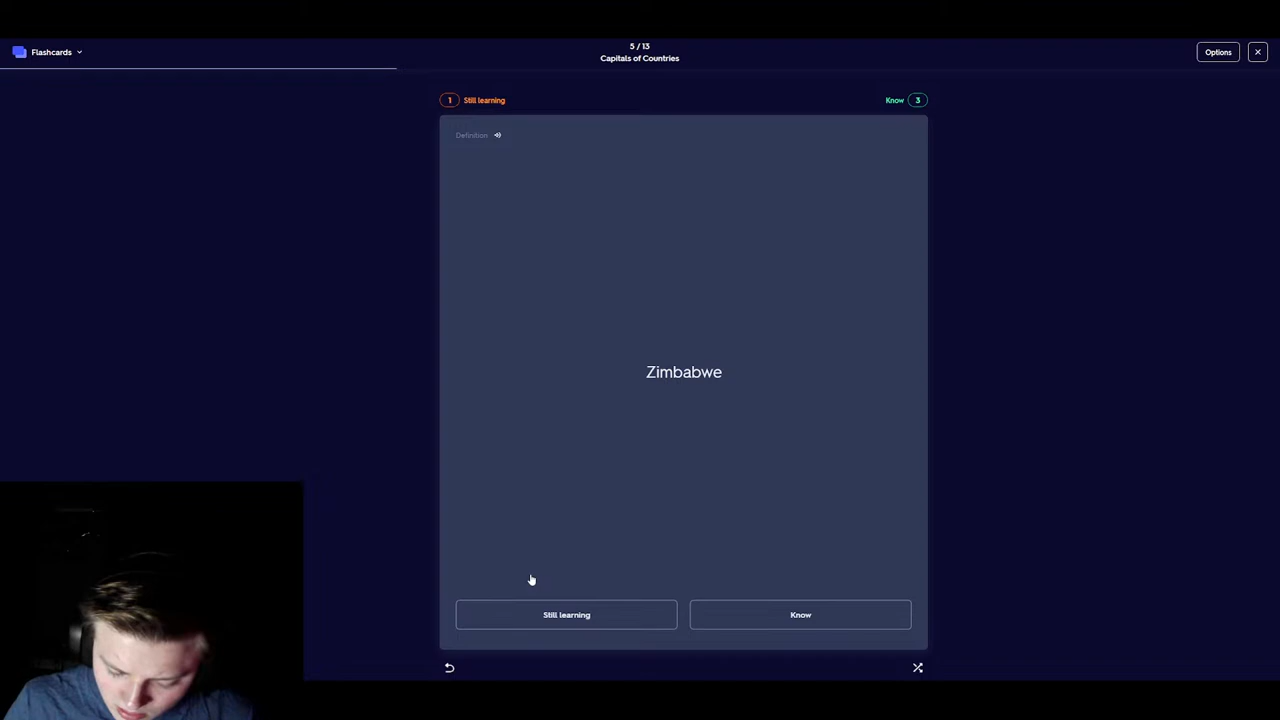 Flashcards
5 / 13
Capitals of Countries
Options
1 Still learning
Know 3
Definition
Zimbabwe
Still learning
Know